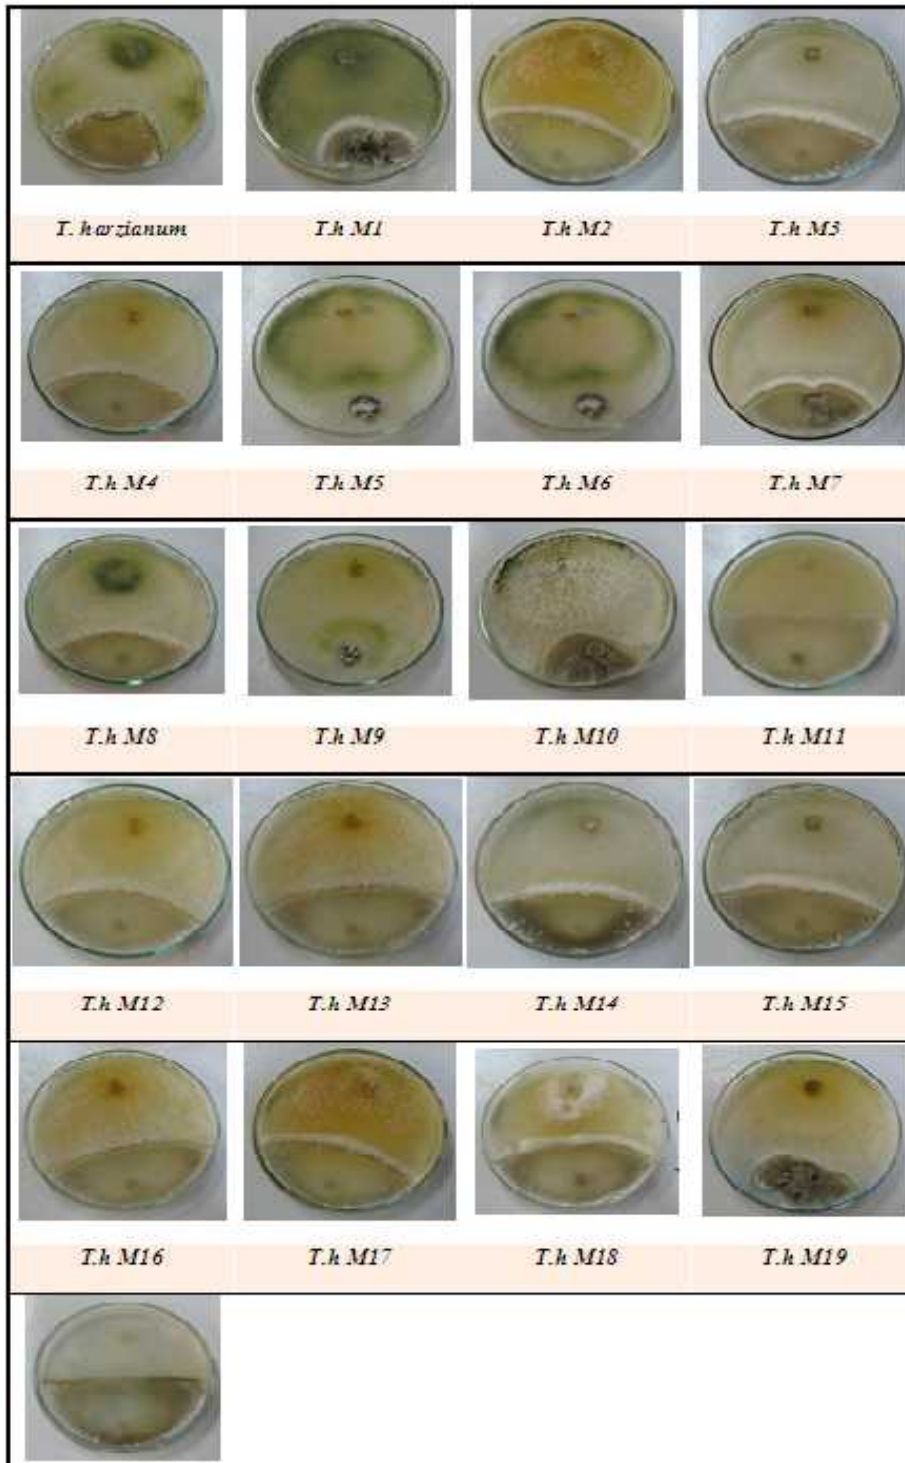 T. harzianum
T.h M1
T.h M2
T.h M3
T.h M4
T.h M5
T.h M6
T.h M7
T.h M8
T.h M9
T.h M10
T.h M11
T.h M12
T.h M13
T.h M14
T.h M15
T.h M16
T.h M17
T.h M18
T.h M19